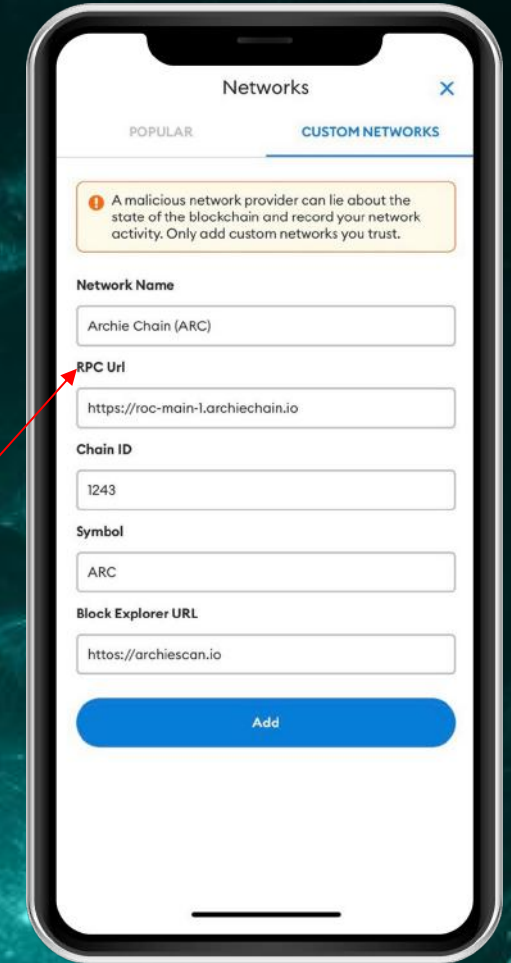 Networks
POPULAR
CUSTOM NETWORKS
A malicious network provider can lie about the
state of the blockchain and record your network
activity. Only add custom networks you trust.
Network Name
Archie Chain (ARC)
RPC Url
https://roc-main-1.archiechain.io
Chain ID
1243
Symbol
ARC
Block Explorer URL
httos://archiescan.io
Add